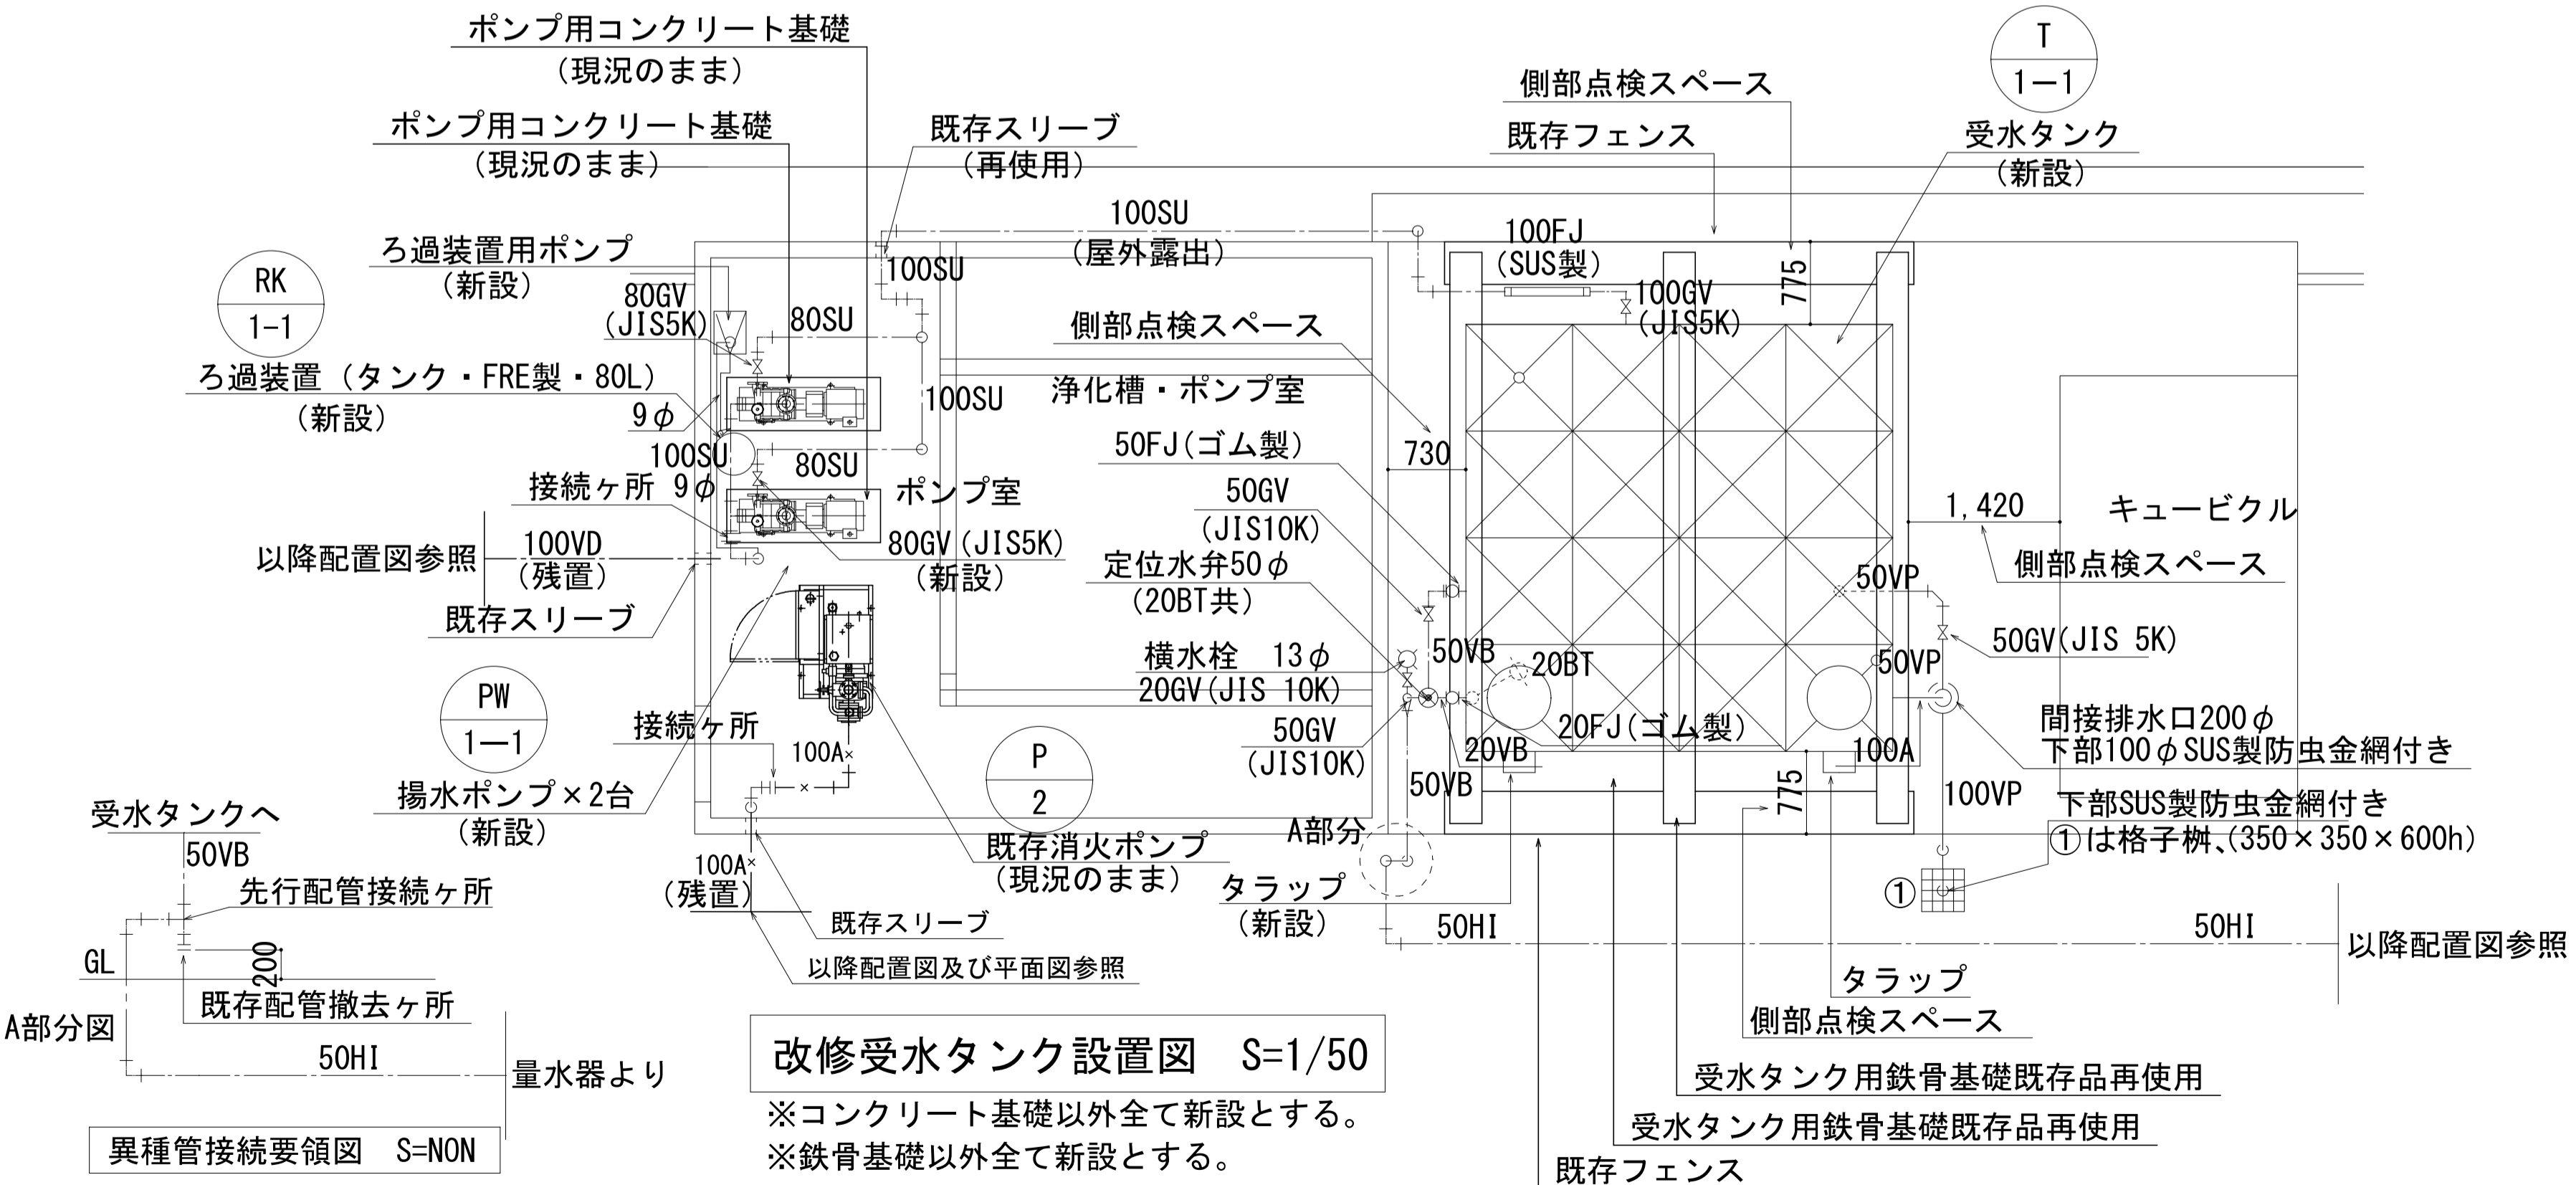 ポンプ用コンクリート基礎
（現況のまま）
ポンプ用コンクリート基礎
（現況のまま）
既存スリーブ
（再使用）
ろ過装置用ポンプ
（新設）
RK
1-1
80GV
（JIS5K）
80SU
100SU
100SU
（屋外露出）
ろ過装置（タンク・FRE製・80L）
（新設）
9φ
100SU
100SU
80SU
接続ヶ所
9φ
ポンプ室
以降配置図参照
100VD
（残置）
80GV（JIS5K）
（新設）
既存スリーブ
PW
1ー1
揚水ポンプ×2台
（新設）
接続ヶ所
100A
100A
（残置）
P
2
既存消火ポンプ
（現況のまま）
既存スリーブ
以降配置図及び平面図参照
側部点検スペース
既存フェンス
T
1ー1
受水タンク
（新設）
100FJ
（SUS製）
100GV
（JIS5K）
775
側部点検スペース
浄化槽・ポンプ室
730
50FJ(ゴム製）
50GV
（JIS10K）
定位水弁50φ
（20BT共）
横水栓　13φ
20GV(JIS 10K)
50GV
（JIS10K）
50VB
20BT
20FJ(ゴム製）
20VB
50VB
A部分
タラップ
（新設）
50HI
50HI
以降配置図参照
1,420
キュービクル
側部点検スペース
50VP
50GV(JIS 5K)
50VP
間接排水口200φ
下部100φSUS製防虫金網付き
100A
100VP
775
下部SUS製防虫金網付き
①は格子桝、(350×350×600h)
①
タラップ
側部点検スペース
受水タンク用鉄骨基礎既存品再使用
受水タンク用鉄骨基礎既存品再使用
既存フェンス
受水タンクへ
50VB
先行配管接続ヶ所
GL
200
既存配管撤去ヶ所
A部分図
50HI
量水器より
異種管接続要領図　S=NON
改修受水タンク設置図　S=1/50
※コンクリート基礎以外全て新設とする。
※鉄骨基礎以外全て新設とする。